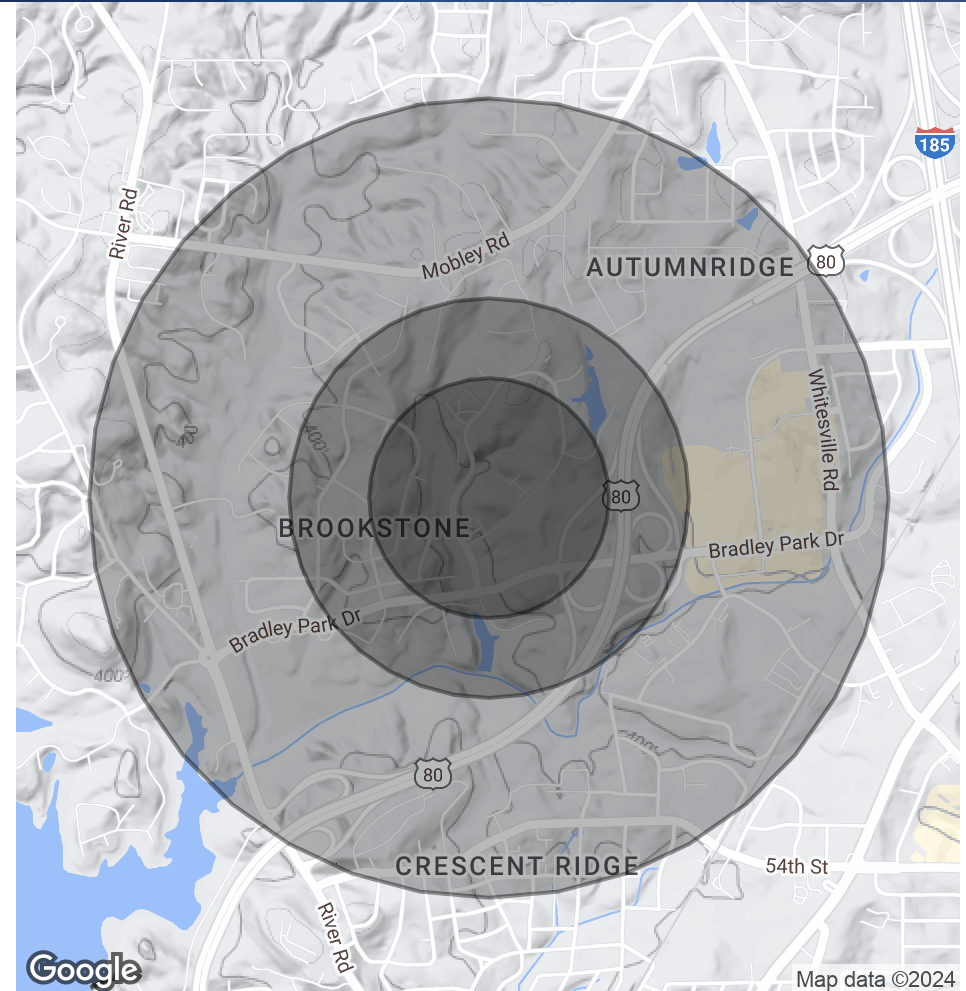 185
River Rd
Mobley Rd
AUTUMNRIDGE
80
Whitesville Rd
400'
80
BROOKSTONE
Bradley Park Dr
Bradley Park Dr
400'
400'
80
CRESCENT RIDGE
54th St
River Rd
Google
Map data ©2024